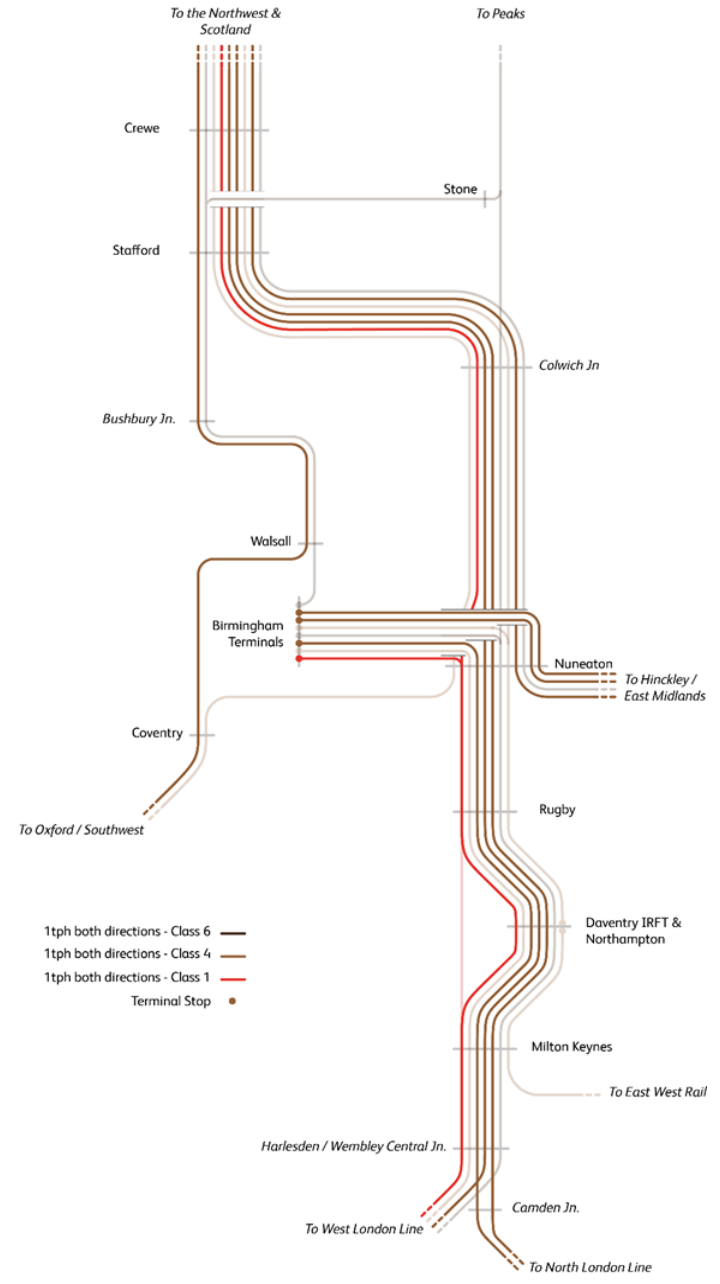 To the Northwest &
Scotland
To Peaks
Crewe
Stone
Stafford
Colwich Jn
Bushbury Jn.
Walsall
Birmingham
Terminals
Nuneaton
To Hinckley /
East Midlands
Coventry
To Oxford / Southwest
Rugby
1tph both directions - Class 6
1tph both directions - Class 4
1tph both directions - Class 1
Terminal Stop
Daventry IRFT &
Northampton
Milton Keynes
To East West Rail
Harlesden / Wembley Central Jn.
Camden Jn.
To West London Line
To North London Line